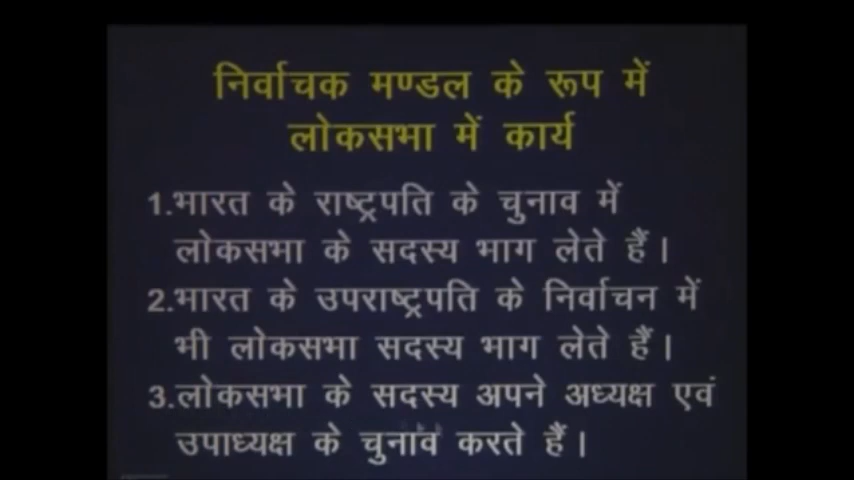 निर्वाचक मण्डल के रूप में
लोकसभा में कार्य
1.भारत के राष्ट्रपति के चुनाव में
लोकसभा के सदस्य भाग लेते हैं।
2.भारत के उपराष्ट्रपति के निर्वाचन में
भी लोकसभा सदस्य भाग लेते हैं।
3.लोकसभा के सदस्य अपने अध्यक्ष एवं
उपाध्यक्ष के चुनाव करते हैं।